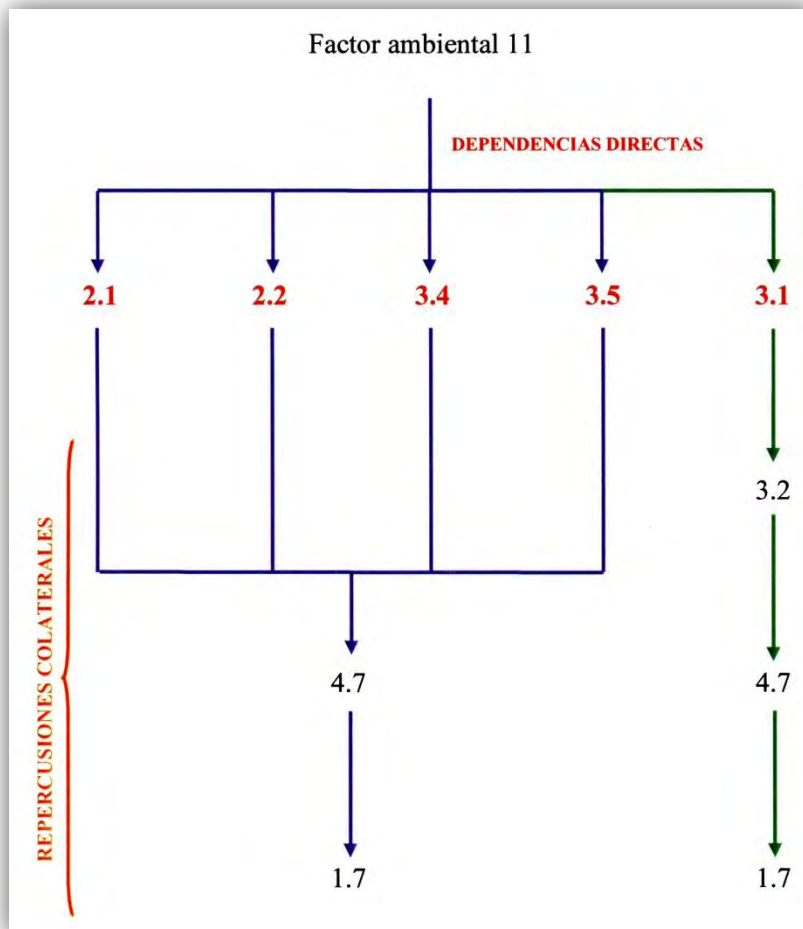 Factor ambiental 11
DEPENDENCIAS DIRECTAS
2.1 2.2 3.4 3.5 3.1
3.2
REPERCUSIONES COLATERALES
4.7 4.7
1.7 1.7